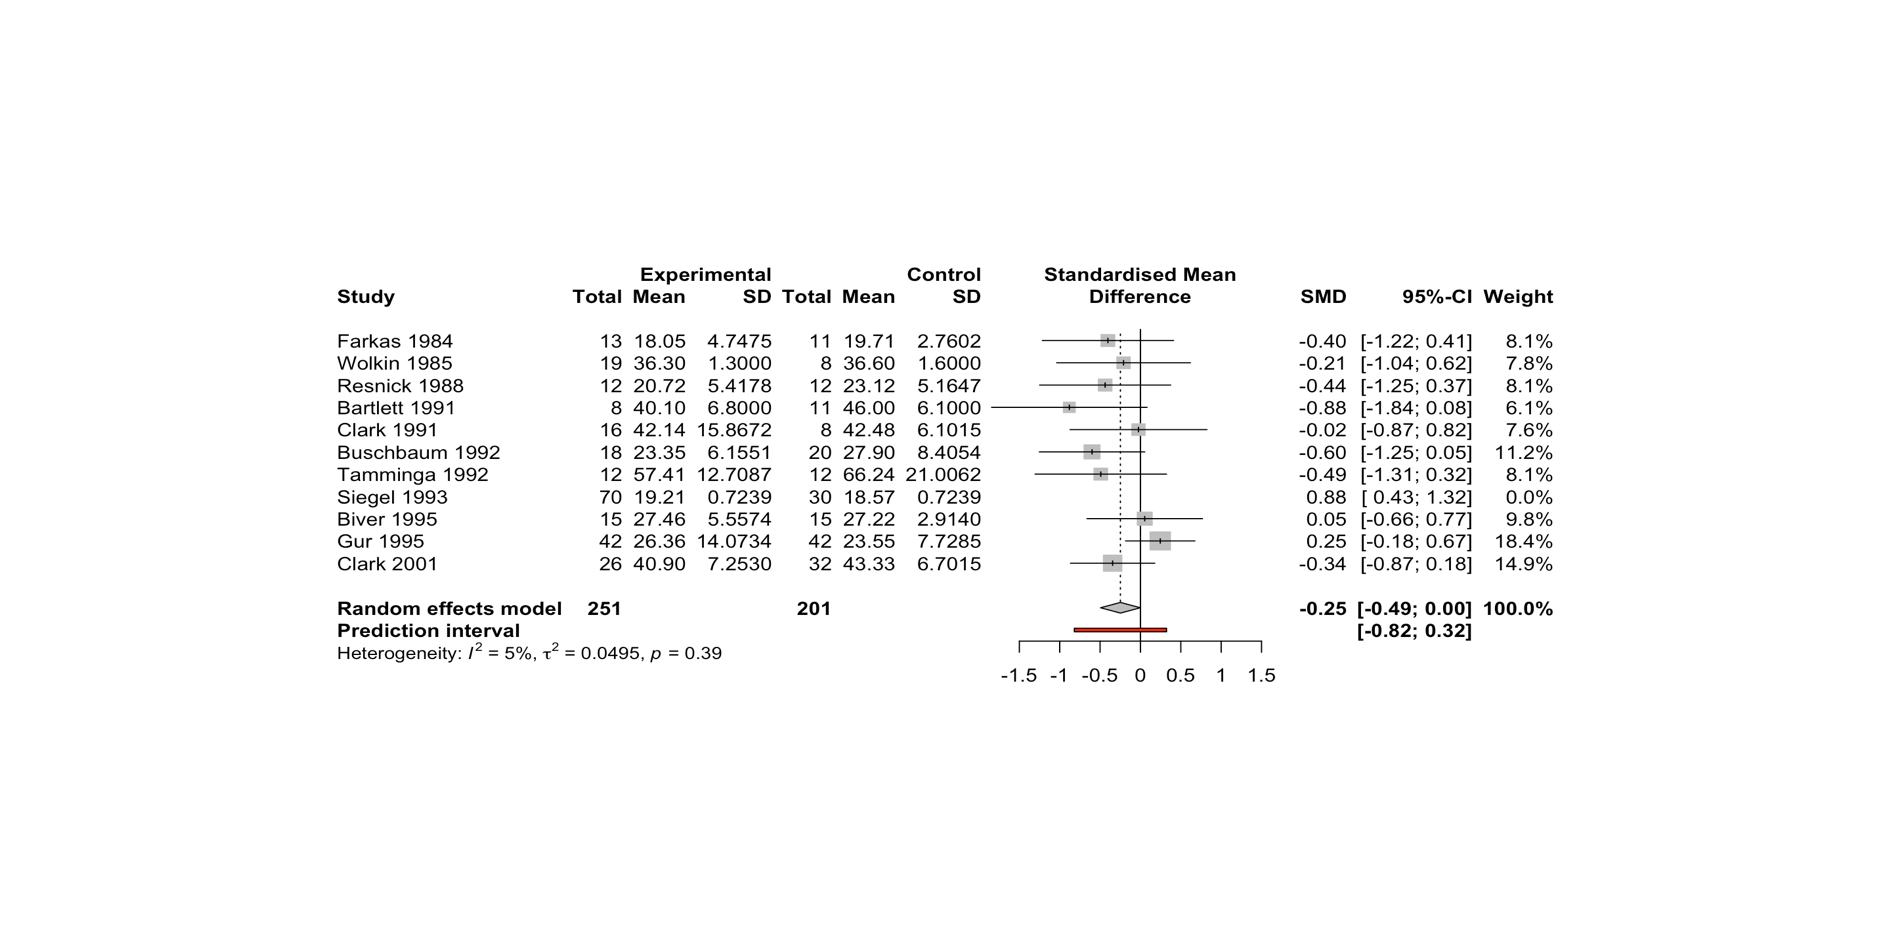 Experimental Control Standardised Mean
Study Total Mean SD Total Mean SD Difference SMD 95%-CI Weight
Farkas 1984 13 18.05 4.7475 11 19.71 2.7602 -0.40 [-1.22; 0.41] 8.1%
Wolkin 1985 19 36.30 1.3000 8 36.60 1.6000 -0.21 [-1.04; 0.62] 7.8%
Resnick 1988 12 20.72 5.4178 12 23.12 5.1647 -0.44 [-1.25; 0.37] 8.1%
Bartlett 1991 8 40.10 6.8000 11 46.00 6.1000 -0.88 [-1.84; 0.08] 6.1%
Clark 1991 16 42.14 15.8672 8 42.48 6.1015 -0.02 [-0.87; 0.82] 7.6%
Buschbaum 1992 18 23.35 6.1551 20 27.90 8.4054 -0.60 [-1.25; 0.05] 11.2%
Tamminga 1992 12 57.41 12.7087 12 66.24 21.0062 -0.49 [-1.31; 0.32] 8.1%
Siegel 1993 70 19.21 0.7239 30 18.57 0.7239 0.88 [ 0.43; 1.32] 0.0%
Biver 1995 15 27.46 5.5574 15 27.22 2.9140 0.05 [-0.66; 0.77] 9.8%
Gur 1995 42 26.36 14.0734 42 23.55 7.7285 0.25 [-0.18; 0.67] 18.4%
Clark 2001 26 40.90 7.2530 32 43.33 6.7015 -0.34 [-0.87; 0.18] 14.9%
Random effects model 251 201 -0.25 [-0.49; 0.00] 100.0%
Prediction interval [-0.82; 0.32]
Heterogeneity: I² = 5%, τ² = 0.0495, p = 0.39
-1.5 -1 -0.5 0 0.5 1 1.5